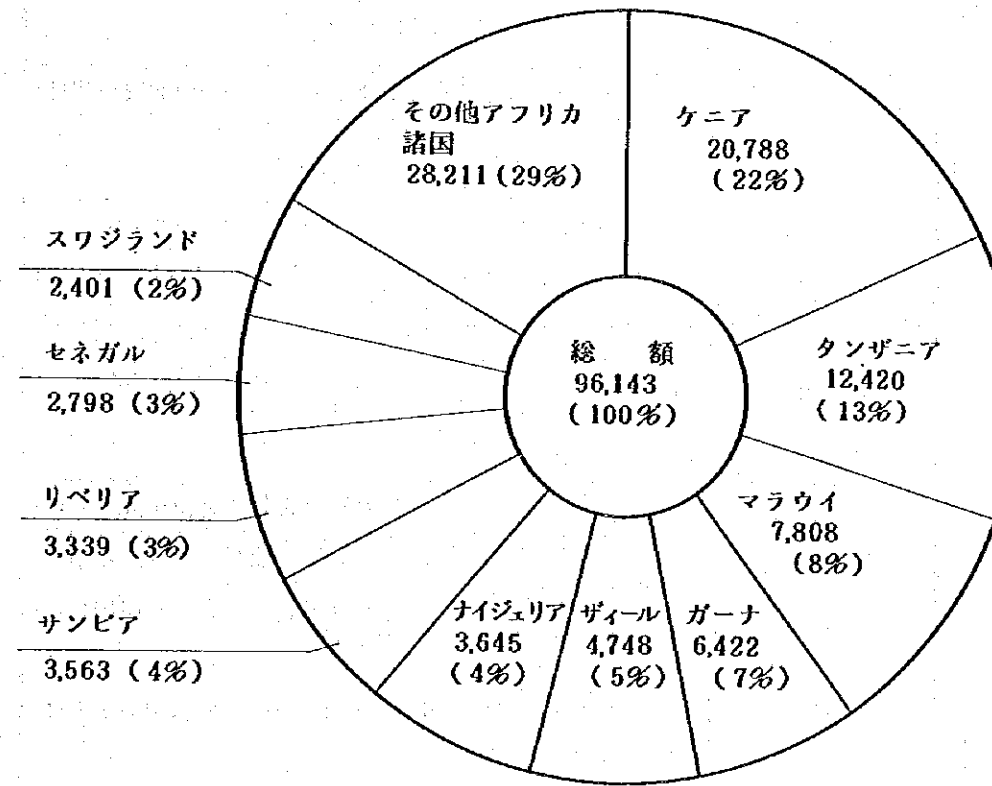 その他アフリカ
諸国
28,211 (29%)
ケニア
20,788
(22%)
スワジランド
2,401 (2%)
セネガル
2,798 (3%)
総 額
96,143
(100%)
タンザニア
12,420
(13%)
リベリア
3,339 (3%)
マラウイ
7,808
(8%)
サンビア
3,563 (4%)
ナイジェリア
3,645
(4%)
ザィール
4,748
(5%)
ガーナ
6,422
(7%)